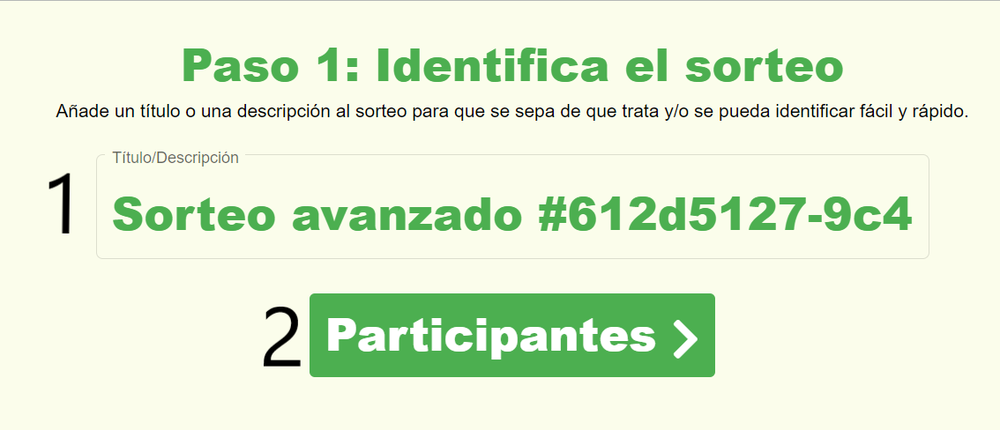 Paso 1: Identifica el sorteo
Añade un título o una descripción al sorteo para que se sepa de que trata y/o se pueda identificar fácil y rápido.
Título/Descripción
1 Sorteo avanzado #612d5127-9c4
2 Participantes